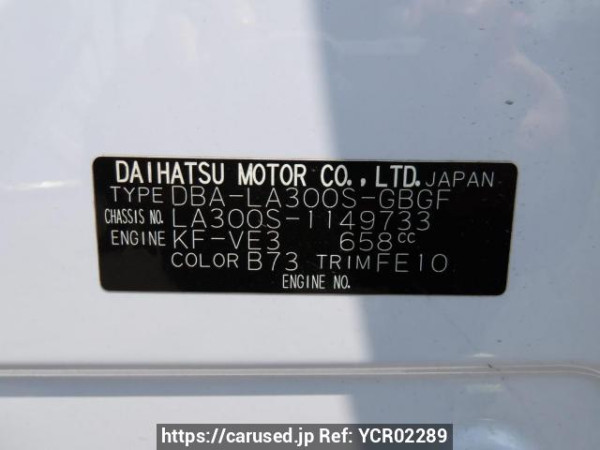 DAIHATSU MOTOR CO., LTD. JAPAN
TYPE DBA-LA300S-GBGF
CHASSIS NO. LA300S-1149733
ENGINE KF-VE3 658cc
COLOR B73 TRIM FE10
ENGINE NO.
https://carused.jp Ref: YCR02289